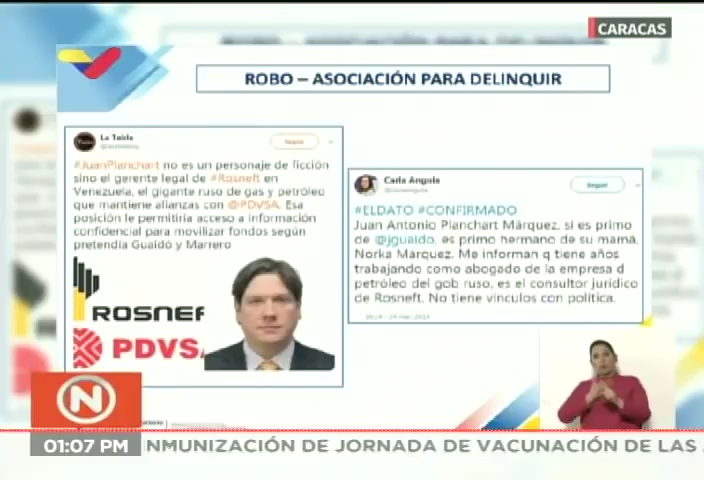 CARACAS
ROBO – ASOCIACIÓN PARA DELINQUIR
La Tabla
Seguir
#JuanPlanchart no es un personaje de ficción
sino el gerente legal de #Rosneft en
Venezuela, el gigante ruso de gas y petróleo
que mantiene alianzas con @PDVSA. Esa
posición le permitiría acceso a información
confidencial para movilizar fondos según
pretendía Guaidó y Marrero
ROSNEF
PDVSA
Carla Angola
Seguir
#ELDATO #CONFIRMADO
Juan Antonio Planchart Márquez, si es primo
de @jguaido, es primo hermano de su mamá,
Norka Márquez. Me informan q tiene años
trabajando como abogado de la empresa d
petróleo del gob ruso, es el consultor jurídico
de Rosneft. No tiene vínculos con política.
N
01:07 PM
INMUNIZACIÓN DE JORNADA DE VACUNACIÓN DE LAS